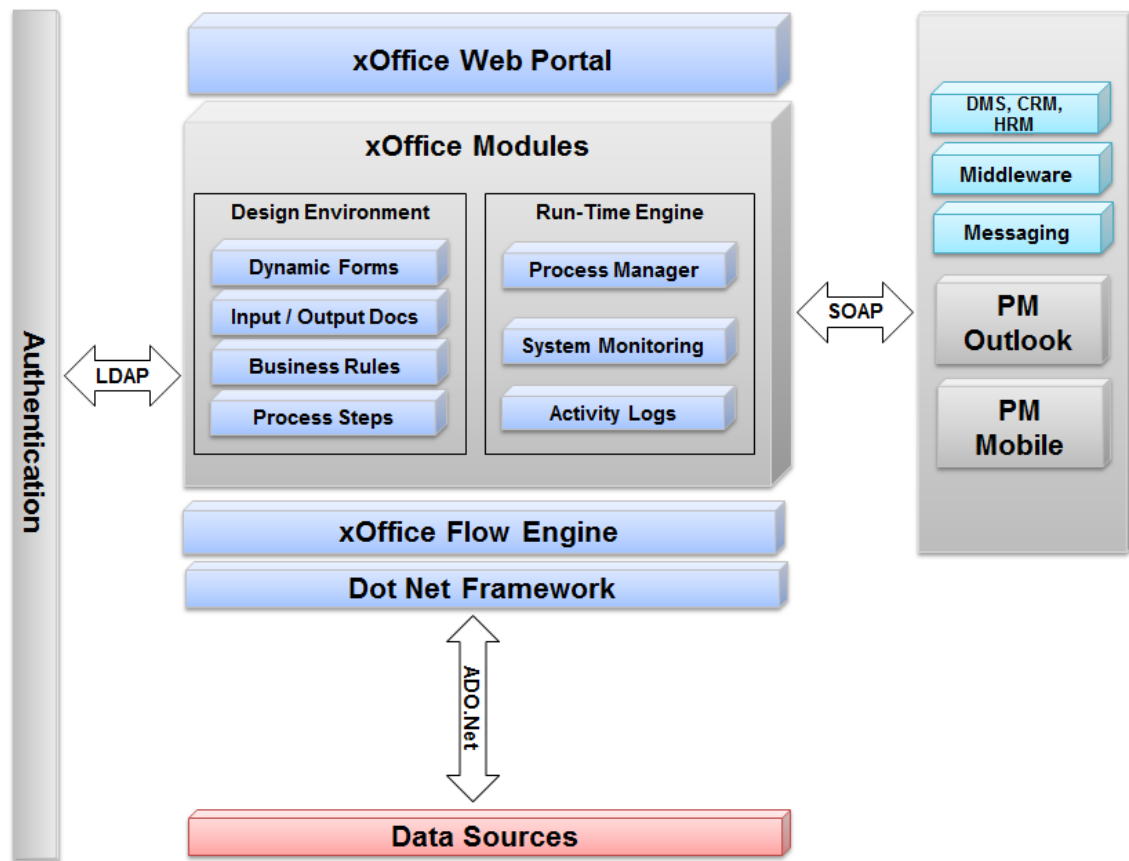 xOffice Web Portal
xOffice Modules
Design Environment
Dynamic Forms
Input / Output Docs
Business Rules
Process Steps
Run-Time Engine
Process Manager
System Monitoring
Activity Logs
Authentication
LDAP
SOAP
DMS, CRM,
HRM
Middleware
Messaging
PM
Outlook
PM
Mobile
xOffice Flow Engine
Dot Net Framework
ADO.Net
Data Sources